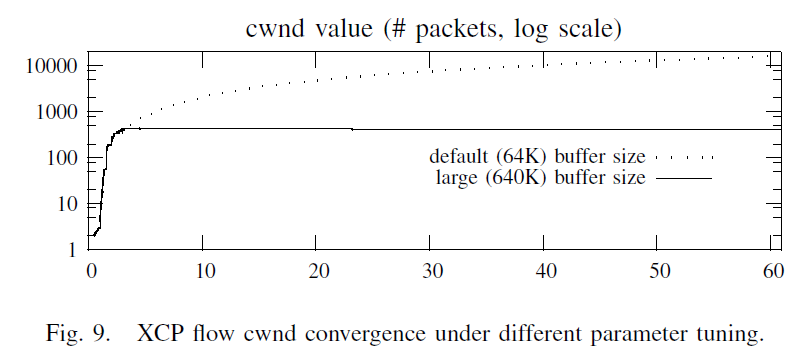 cwnd value (# packets, log scale)
10000
1000
100
10
1
default (64K) buffer size
large (640K) buffer size
0 10 20 30 40 50 60
Fig. 9. XCP flow cwnd convergence under different parameter tuning.